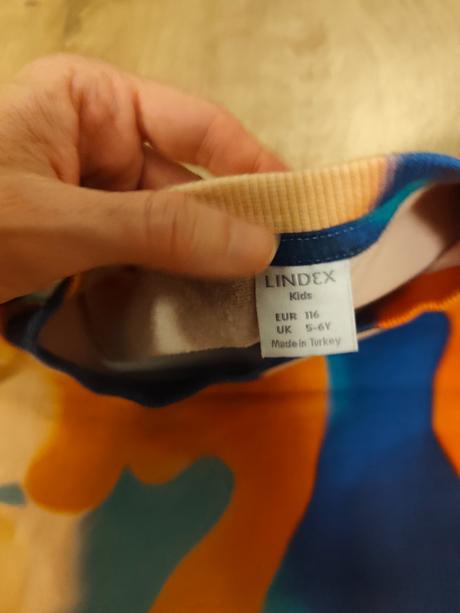 LINDEX
Kids
EUR 116
UK 5-6Y
Made in Turkey